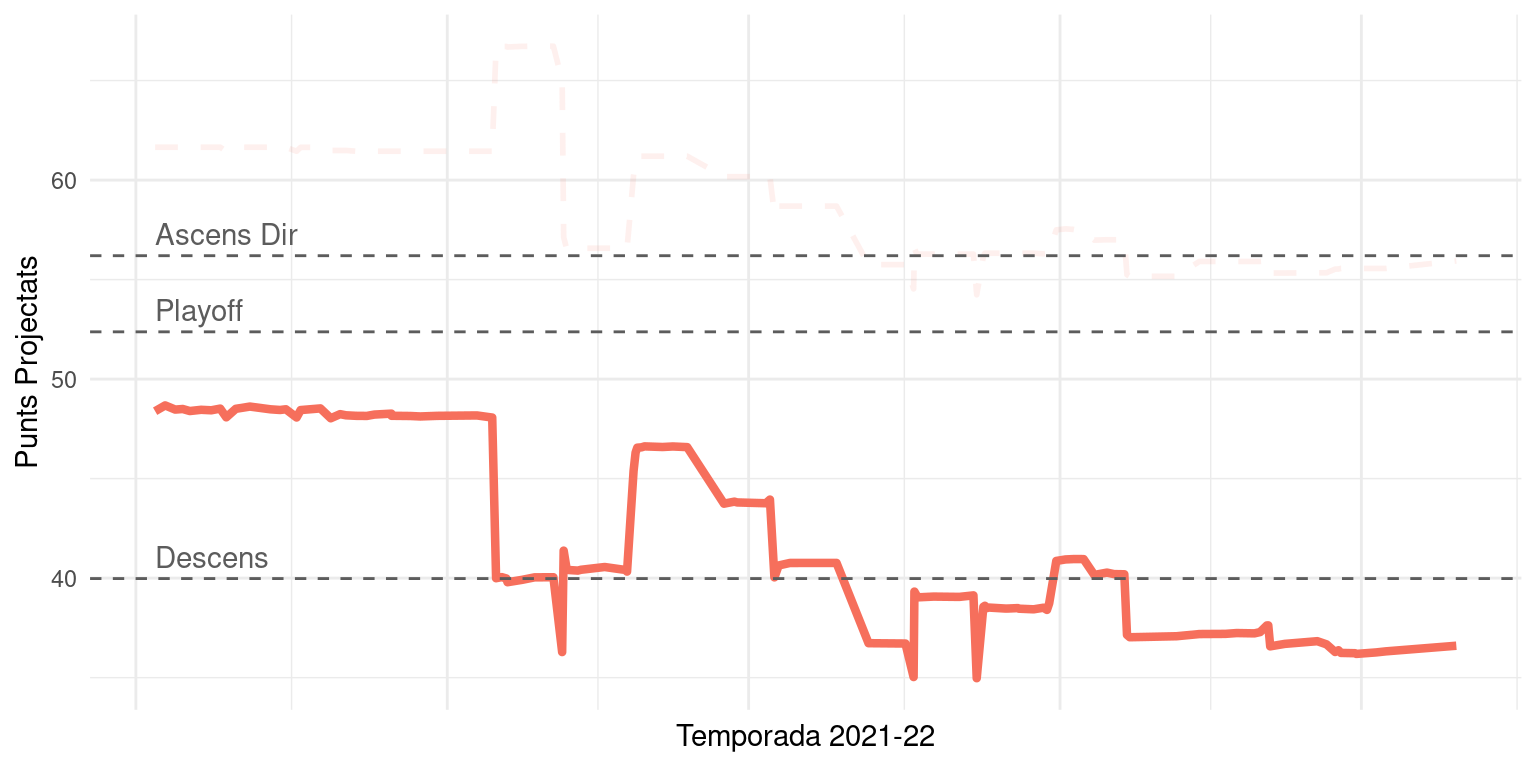 60
Ascens Dir
Playoff
50
Descens
40
Punts Projectats
Temporada 2021-22